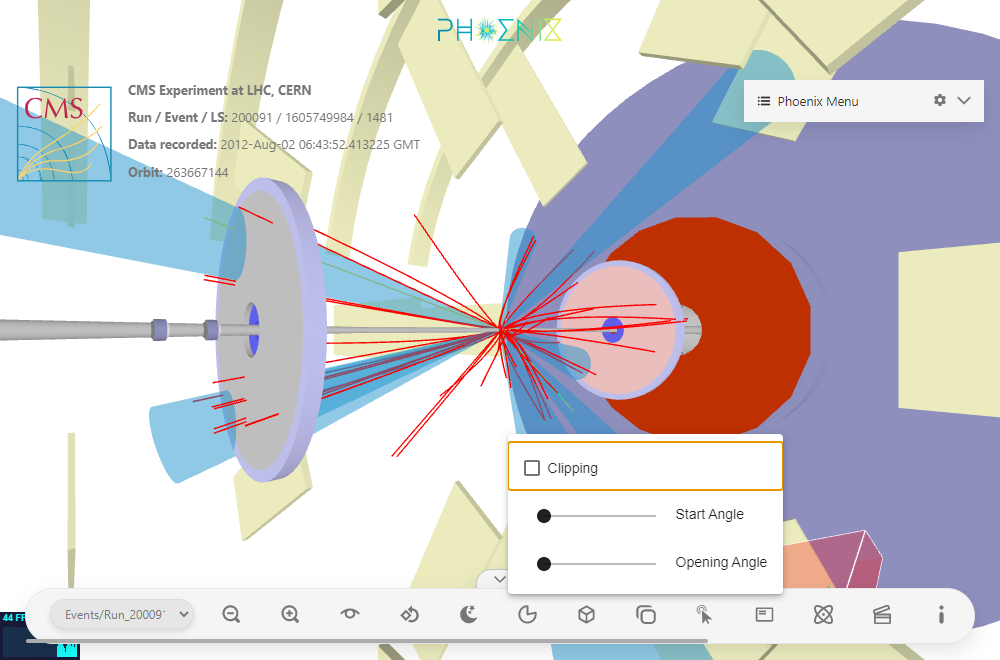 PHOENIX
CMS
CMS Experiment at LHC, CERN
Run / Event / LS: 200091 / 1605749984 / 1481
Data recorded: 2012-Aug-02 06:43:52.413225 GMT
Orbit: 263667144
Phoenix Menu
Clipping
Start Angle
Opening Angle
Events/Run_20009
44 FP